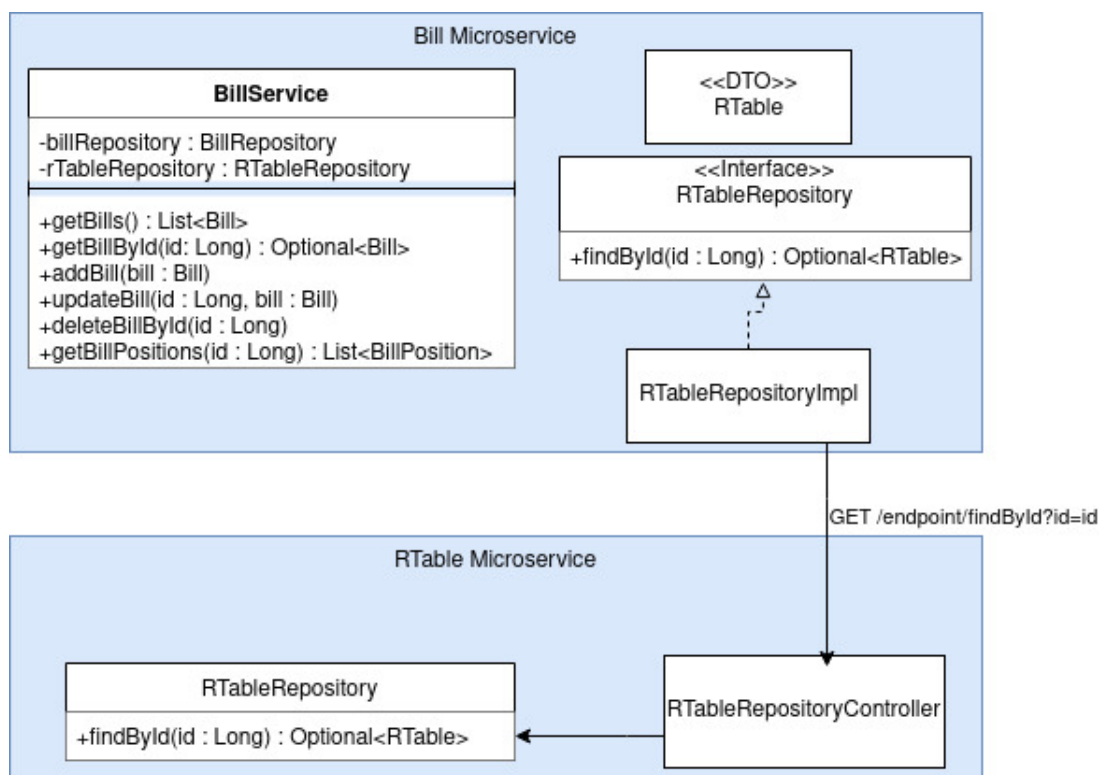 Bill Microservice
BillService
-billRepository : BillRepository
-rTableRepository : RTableRepository
+getBills() : List<Bill>
+getBillById(id: Long) : Optional<Bill>
+addBill(bill : Bill)
+updateBill(id : Long, bill : Bill)
+deleteBillById(id : Long)
+getBillPositions(id : Long) : List<BillPosition>
<<DTO>>
RTable
<<Interface>>
RTableRepository
+findById(id : Long) : Optional<RTable>
RTableRepositoryImpl
GET /endpoint/findById?id=id
RTable Microservice
RTableRepository
+findById(id : Long) : Optional<RTable>
RTableRepositoryController